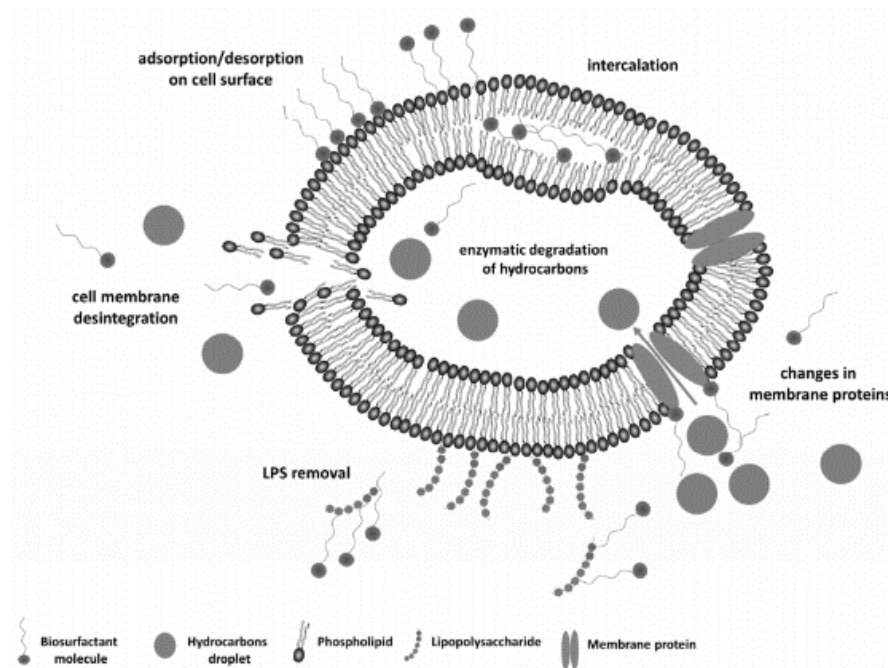 adsorption/desorption
on cell surface
intercalation
enzymatic degradation
of hydrocarbons
cell membrane
desintegration
changes in
membrane proteins
LPS removal
Biosurfactant
molecule
Hydrocarbons
droplet
Phospholipid
Lipopolysaccharide
Membrane protein